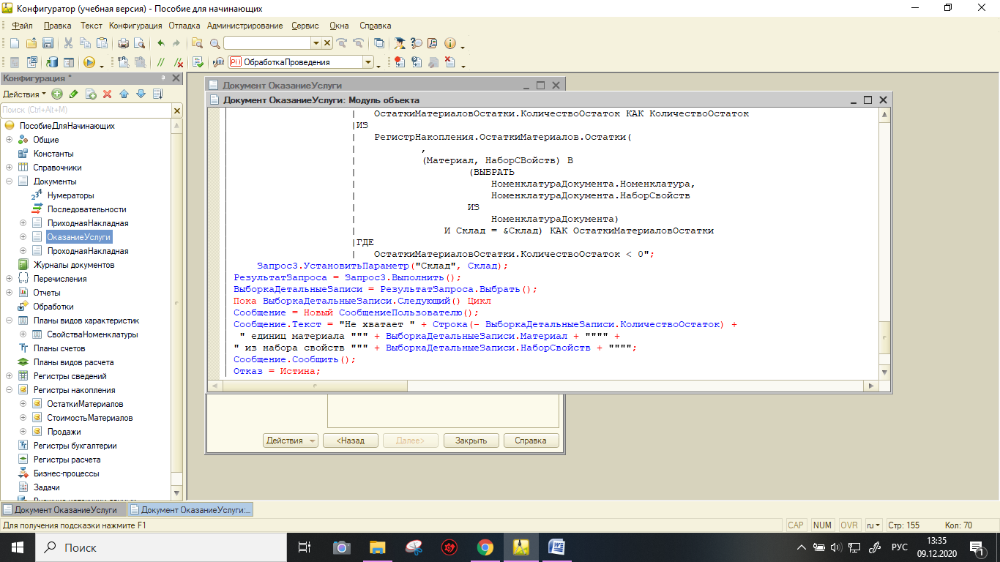 Конфигуратор (учебная версия) - Пособие для начинающих
Файл Правка Текст Конфигурация Отладка Администрирование Сервис Окна Справка
ОбработкаПроведения
Конфигурация *
Действия
Поиск (Ctrl+Alt+M)
ПособиеДляНачинающих
Общие
Константы
Справочники
Документы
Нумераторы
Последовательности
ПриходнаяНакладная
ОказаниеУслуги
ПроходнаяНакладная
Журналы документов
Перечисления
Отчеты
Обработки
Планы видов характеристик
СвойстваНоменклатуры
Планы счетов
Планы видов расчета
Регистры сведений
Регистры накопления
ОстаткиМатериалов
СтоимостьМатериалов
Продажи
Регистры бухгалтерии
Регистры расчета
Бизнес-процессы
Задачи
Документ ОказаниеУслуги
Документ ОказаниеУслуги: Модуль объекта
| ОстаткиМатериаловОстатки.КоличествоОстаток КАК КоличествоОстаток
|ИЗ
| РегистрНакопления.ОстаткиМатериалов.Остатки(
| ,
| (Материал, НаборСВойств) В
| (ВЫБРАТЬ
| НоменклатураДокумента.Номенклатура,
| НоменклатураДокумента.НаборСвойств
| ИЗ
| НоменклатураДокумента)
| И Склад = &Склад) КАК ОстаткиМатериаловОстатки
|ГДЕ
| ОстаткиМатериаловОстатки.КоличествоОстаток < 0";
Запрос3.УстановитьПараметр("Склад", Склад);
РезультатЗапроса = Запрос3.Выполнить();
ВыборкаДетальныеЗаписи = РезультатЗапроса.Выбрать();
Пока ВыборкаДетальныеЗаписи.Следующий() Цикл
Сообщение = Новый СообщениеПользователю();
Сообщение.Текст = "Не хватает " + Строка(- ВыборкаДетальныеЗаписи.КоличествоОстаток) +
" единиц материала """ + ВыборкаДетальныеЗаписи.Материал + """" +
" из набора свойств """ + ВыборкаДетальныеЗаписи.НаборСвойств + """";
Сообщение.Сообщить();
Отказ = Истина;
Действия <Назад Далее> Закрыть Справка
Документ ОказаниеУслуги Документ ОказаниеУслуги:...
Для получения подсказки нажмите F1 CAP NUM OVR ru Стр: 155 Кол: 70
Поиск
РУС
13:35
09.12.2020
1